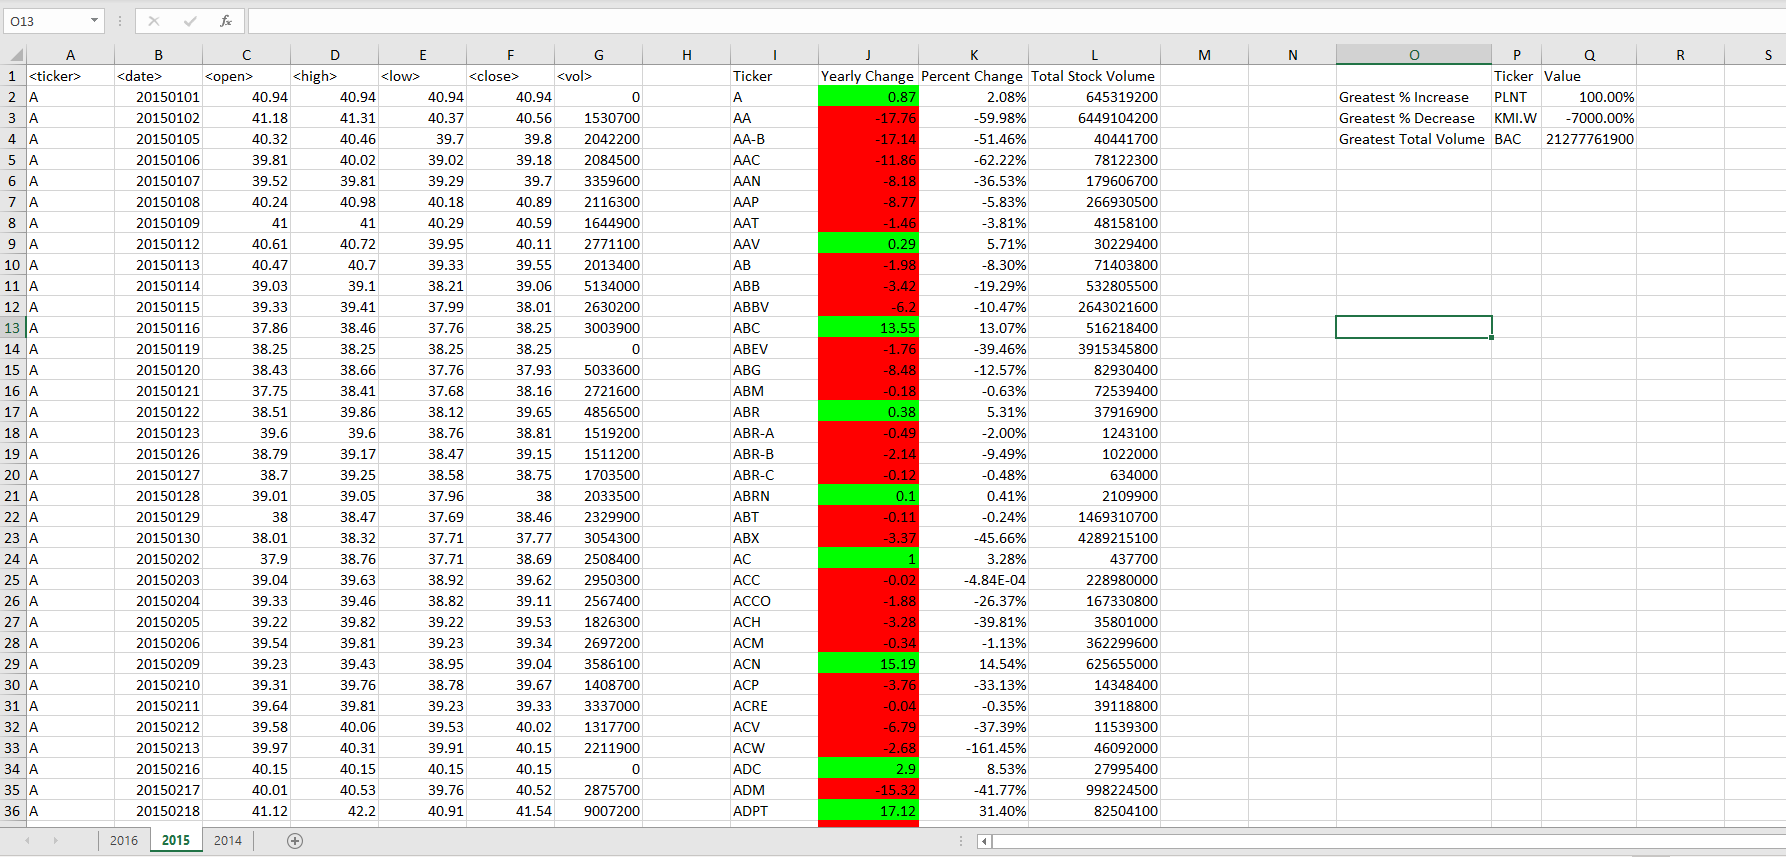 O13 fx
A B C D E F G H I J K L M N O P Q R S
1 <ticker> <date> <open> <high> <low> <close> <vol> Ticker Yearly Change Percent Change Total Stock Volume Ticker Value
2 A 20150101 40.94 40.94 40.94 40.94 0 A 0.87 2.08% 645319200 Greatest % Increase PLNT 100.00%
3 A 20150102 41.18 41.31 40.37 40.56 1530700 AA -17.76 -59.98% 6449104200 Greatest % Decrease KMI.W -7000.00%
4 A 20150105 40.32 40.46 39.7 39.8 2042200 AA-B -17.14 -51.46% 40441700 Greatest Total Volume BAC 21277761900
5 A 20150106 39.81 40.02 39.02 39.18 2084500 AAC -11.86 -62.22% 78122300
6 A 20150107 39.52 39.81 39.29 39.7 3359600 AAN -8.18 -36.53% 179606700
7 A 20150108 40.24 40.98 40.18 40.89 2116300 AAP -8.77 -5.83% 266930500
8 A 20150109 41 41 40.29 40.59 1644900 AAT -1.46 -3.81% 48158100
9 A 20150112 40.61 40.72 39.95 40.11 2771100 AAV 0.29 5.71% 30229400
10 A 20150113 40.47 40.7 39.33 39.55 2013400 AB -1.98 -8.30% 71403800
11 A 20150114 39.03 39.1 38.21 39.06 5134000 ABB -3.42 -19.29% 532805500
12 A 20150115 39.33 39.41 37.99 38.01 2630200 ABBV -6.2 -10.47% 2643021600
13 A 20150116 37.86 38.46 37.76 38.25 3003900 ABC 13.55 13.07% 516218400
14 A 20150119 38.25 38.25 38.25 38.25 0 ABEV -1.76 -39.46% 3915345800
15 A 20150120 38.43 38.66 37.76 37.93 5033600 ABG -8.48 -12.57% 82930400
16 A 20150121 37.75 38.41 37.68 38.16 2721600 ABM -0.18 -0.63% 72539400
17 A 20150122 38.51 39.86 38.12 39.65 4856500 ABR 0.38 5.31% 37916900
18 A 20150123 39.6 39.6 38.76 38.81 1519200 ABR-A -0.49 -2.00% 1243100
19 A 20150126 38.79 39.17 38.47 39.15 1511200 ABR-B -2.14 -9.49% 1022000
20 A 20150127 38.7 39.25 38.58 38.75 1703500 ABR-C -0.12 -0.48% 634000
21 A 20150128 39.01 39.05 37.96 38 2033500 ABRN 0.1 0.41% 2109900
22 A 20150129 38 38.47 37.69 38.46 2329900 ABT -0.11 -0.24% 1469310700
23 A 20150130 38.01 38.32 37.71 37.77 3054300 ABX -3.37 -45.66% 4289215100
24 A 20150202 37.9 38.76 37.71 38.69 2508400 AC 1 3.28% 437700
25 A 20150203 39.04 39.63 38.92 39.62 2950300 ACC -0.02 -4.84E-04 228980000
26 A 20150204 39.33 39.46 38.82 39.11 2567400 ACCO -1.88 -26.37% 167330800
27 A 20150205 39.22 39.82 39.22 39.53 1826300 ACH -3.28 -39.81% 35801000
28 A 20150206 39.54 39.81 39.23 39.34 2697200 ACM -0.34 -1.13% 362299600
29 A 20150209 39.23 39.43 38.95 39.04 3586100 ACN 15.19 14.54% 625655000
30 A 20150210 39.31 39.76 38.78 39.67 1408700 ACP -3.76 -33.13% 14348400
31 A 20150211 39.64 39.81 39.23 39.33 3337000 ACRE -0.04 -0.35% 39118800
32 A 20150212 39.58 40.06 39.53 40.02 1317700 ACV -6.79 -37.39% 11539300
33 A 20150213 39.97 40.31 39.91 40.15 2211900 ACW -2.68 -161.45% 46092000
34 A 20150216 40.15 40.15 40.15 40.15 0 ADC 2.9 8.53% 27995400
35 A 20150217 40.01 40.53 39.76 40.52 2875700 ADM -15.32 -41.77% 998224500
36 A 20150218 41.12 42.2 40.91 41.54 9007200 ADPT 17.12 31.40% 82504100
2016 2015 2014